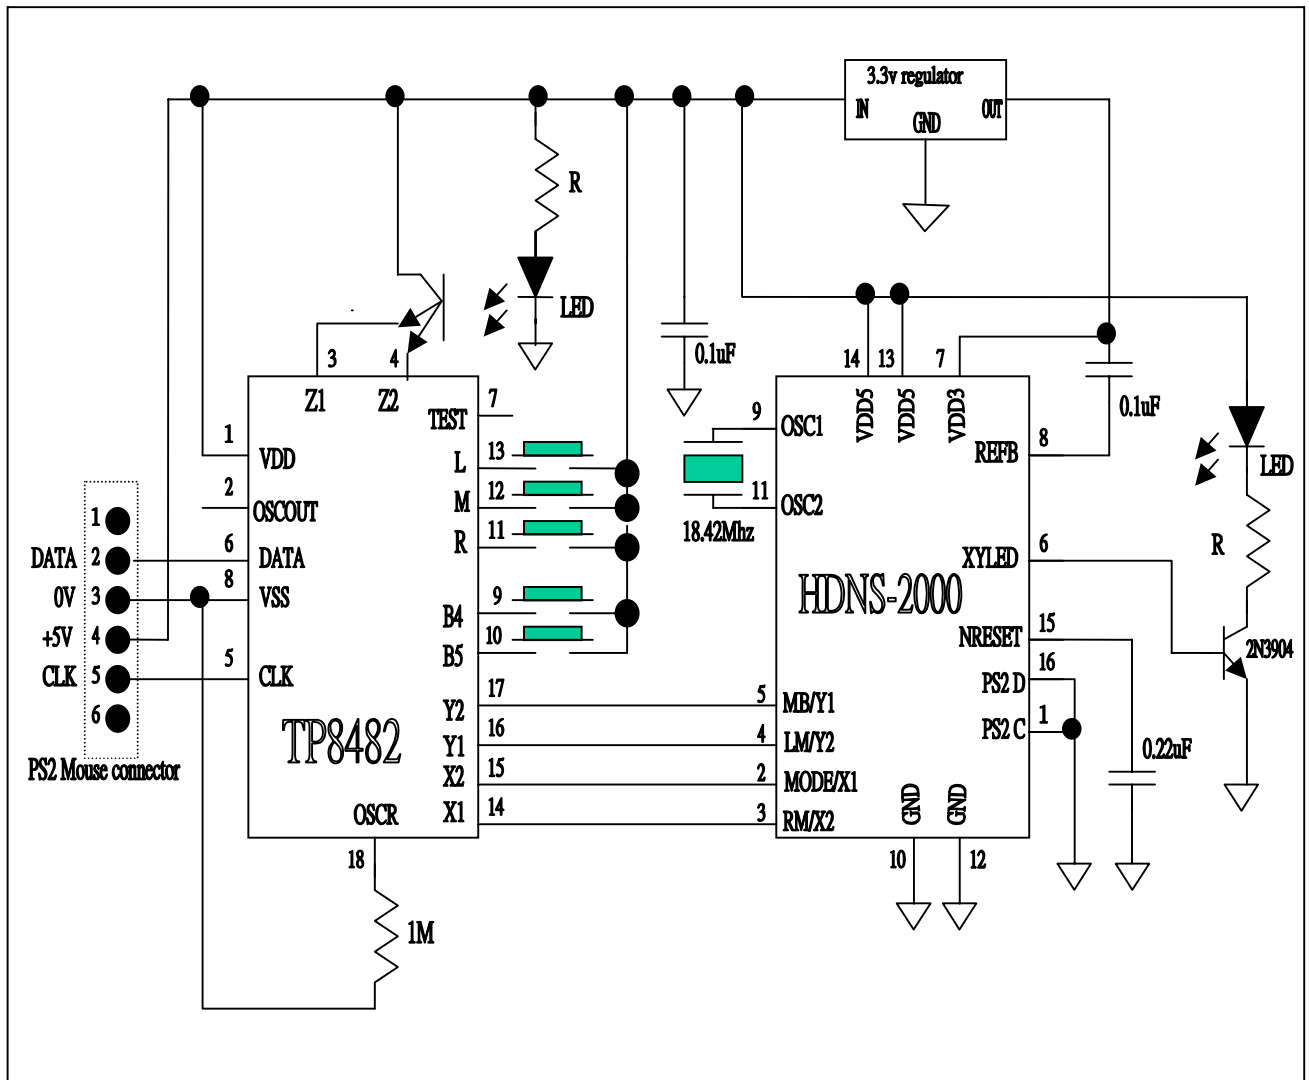 3.3v regulator
IN
OUT
GND
R
LED
0.1uF
3
4
Z1
Z2
7
TEST
1
VDD
2
OSCOUT
6
DATA
8
VSS
5
CLK
13
L
12
M
11
R
9
B4
10
B5
17
Y2
16
Y1
15
X2
14
X1
TP8482
OSCR
18
1M
1
DATA 2
0V 3
+5V 4
CLK 5
6
PS2 Mouse connector
14
13
7
VDD5
VDD5
VDD3
9
OSC1
11
OSC2
18.42Mhz
0.1uF
8
REFB
LED
R
6
XYLED
HDNS-2000
15
NRESET
2N3904
16
PS2 D
1
PS2 C
0.22uF
5
MB/Y1
4
LM/Y2
2
MODE/X1
3
RM/X2
GND
GND
10
12